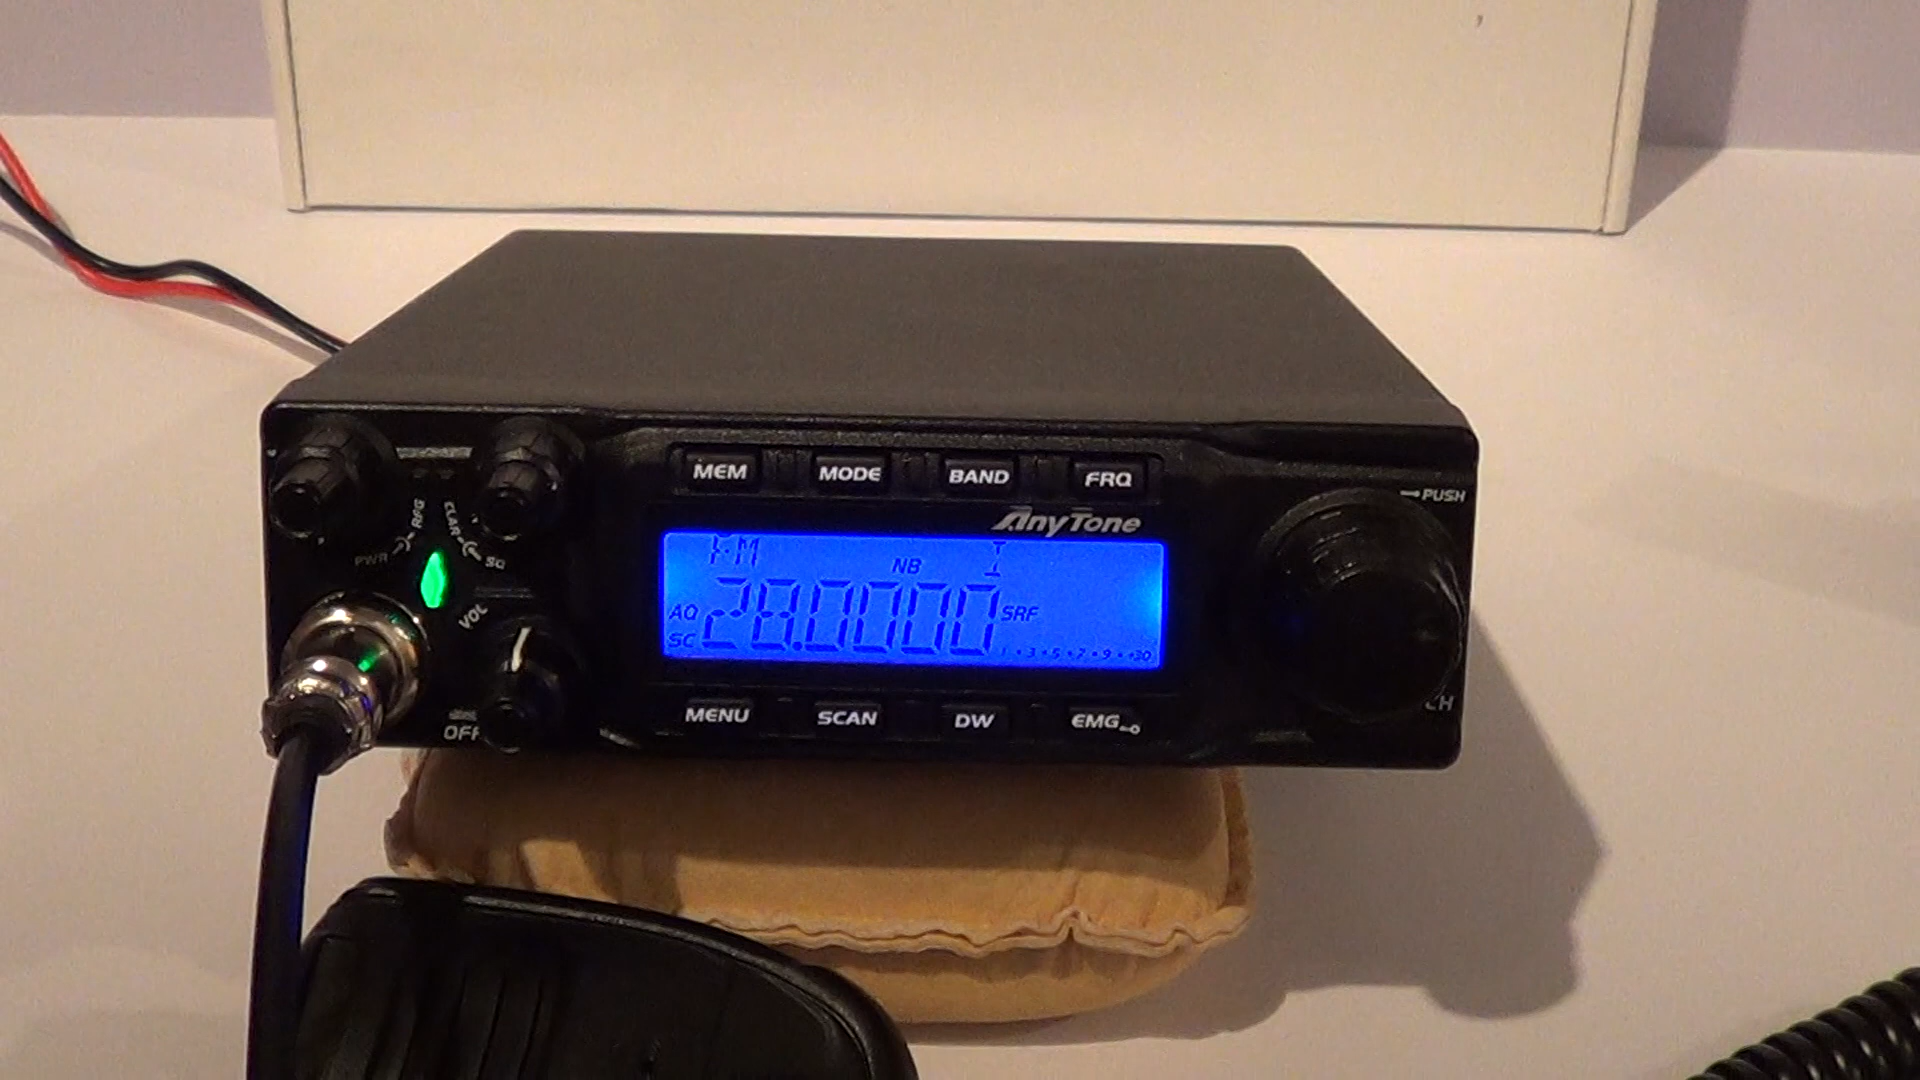 MEM MODE BAND FRQ
PUSH
AnyTone
RFG CLAR
PWR SQ
FM NB
AQ 28.0000 SRF
SC 1 • 3 • 5 • 7 • 9 • +30
VOL
OFF
MENU SCAN DW EMG
CH